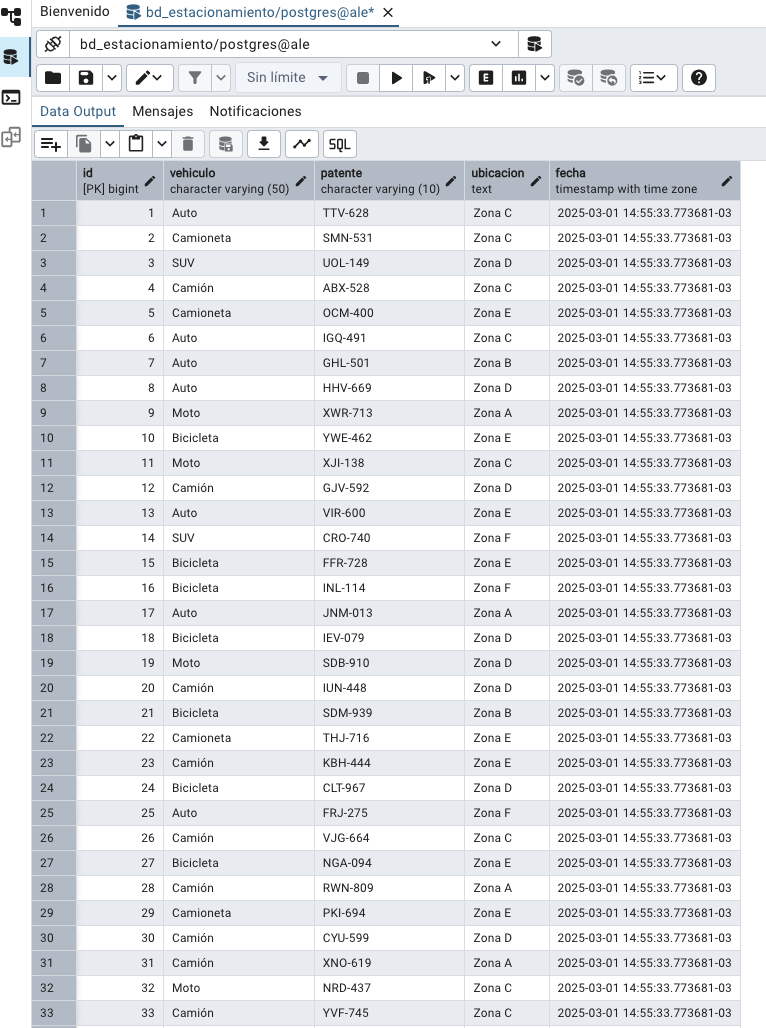 Bienvenido bd_estacionamiento/postgres@ale*
bd_estacionamiento/postgres@ale
Sin límite
Data Output Mensajes Notificaciones
SQL
id vehiculo patente ubicacion fecha
[PK] bigint character varying (50) character varying (10) text timestamp with time zone
1 1 Auto TTV-628 Zona C 2025-03-01 14:55:33.773681-03
2 2 Camioneta SMN-531 Zona C 2025-03-01 14:55:33.773681-03
3 3 SUV UOL-149 Zona D 2025-03-01 14:55:33.773681-03
4 4 Camión ABX-528 Zona C 2025-03-01 14:55:33.773681-03
5 5 Camioneta OCM-400 Zona E 2025-03-01 14:55:33.773681-03
6 6 Auto IGQ-491 Zona C 2025-03-01 14:55:33.773681-03
7 7 Auto GHL-501 Zona B 2025-03-01 14:55:33.773681-03
8 8 Auto HHV-669 Zona D 2025-03-01 14:55:33.773681-03
9 9 Moto XWR-713 Zona A 2025-03-01 14:55:33.773681-03
10 10 Bicicleta YWE-462 Zona E 2025-03-01 14:55:33.773681-03
11 11 Moto XJI-138 Zona C 2025-03-01 14:55:33.773681-03
12 12 Camión GJV-592 Zona D 2025-03-01 14:55:33.773681-03
13 13 Auto VIR-600 Zona E 2025-03-01 14:55:33.773681-03
14 14 SUV CRO-740 Zona F 2025-03-01 14:55:33.773681-03
15 15 Bicicleta FFR-728 Zona E 2025-03-01 14:55:33.773681-03
16 16 Bicicleta INL-114 Zona F 2025-03-01 14:55:33.773681-03
17 17 Auto JNM-013 Zona A 2025-03-01 14:55:33.773681-03
18 18 Bicicleta IEV-079 Zona D 2025-03-01 14:55:33.773681-03
19 19 Moto SDB-910 Zona D 2025-03-01 14:55:33.773681-03
20 20 Camión IUN-448 Zona D 2025-03-01 14:55:33.773681-03
21 21 Bicicleta SDM-939 Zona B 2025-03-01 14:55:33.773681-03
22 22 Camioneta THJ-716 Zona E 2025-03-01 14:55:33.773681-03
23 23 Camión KBH-444 Zona E 2025-03-01 14:55:33.773681-03
24 24 Bicicleta CLT-967 Zona D 2025-03-01 14:55:33.773681-03
25 25 Auto FRJ-275 Zona F 2025-03-01 14:55:33.773681-03
26 26 Camión VJG-664 Zona C 2025-03-01 14:55:33.773681-03
27 27 Bicicleta NGA-094 Zona E 2025-03-01 14:55:33.773681-03
28 28 Camión RWN-809 Zona A 2025-03-01 14:55:33.773681-03
29 29 Camioneta PKI-694 Zona E 2025-03-01 14:55:33.773681-03
30 30 Camión CYU-599 Zona D 2025-03-01 14:55:33.773681-03
31 31 Camión XNO-619 Zona A 2025-03-01 14:55:33.773681-03
32 32 Moto NRD-437 Zona C 2025-03-01 14:55:33.773681-03
33 33 Camión YVF-745 Zona C 2025-03-01 14:55:33.773681-03